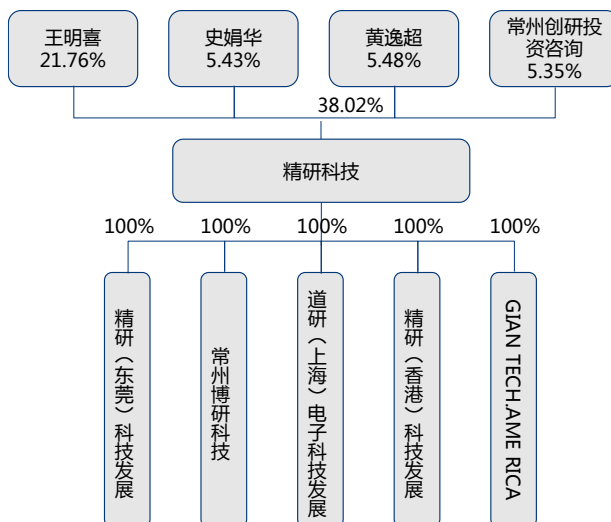 王明喜
21.76%
史娟华
5.43%
黄逸超
5.48%
常州创研投
资咨询
5.35%
38.02%
精研科技
100%
100%
100%
100%
100%
精研（东莞）科技发展
常州博研科技
道研（上海）电子科技发展
精研（香港）科技发展
GIAN TECH.AME RICA